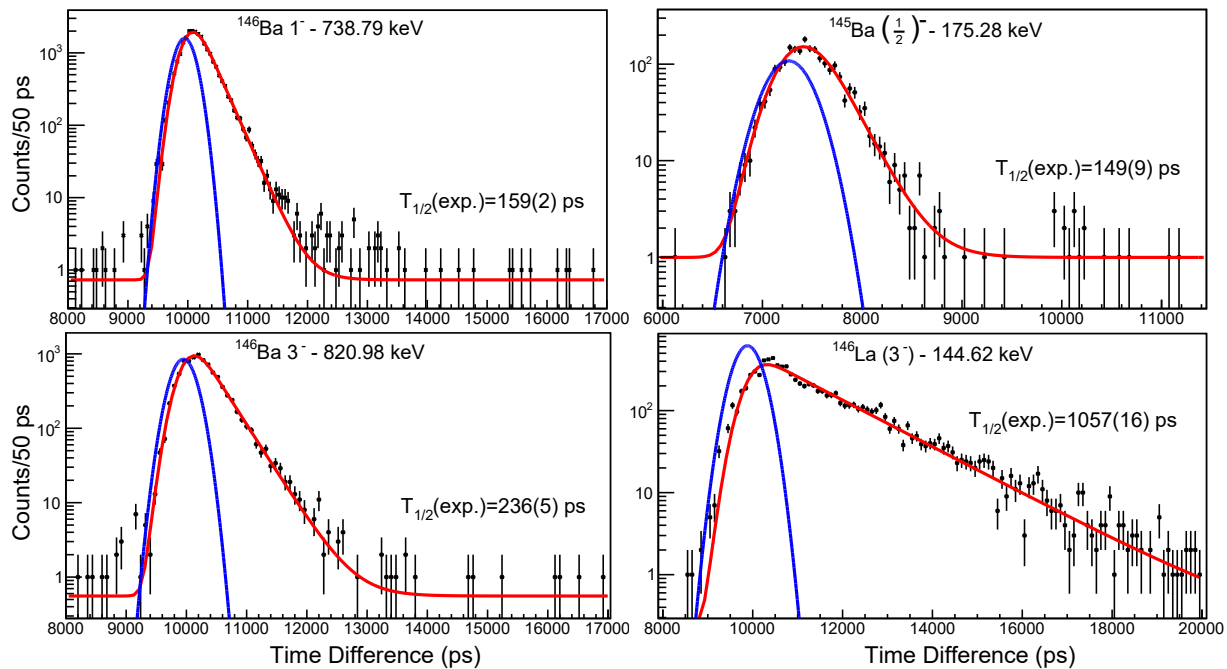 ¹⁴⁶Ba 1⁻ - 738.79 keV
T₁/₂(exp.)=159(2) ps
Counts/50 ps
10³
10²
10
1
8000 9000 10000 11000 12000 13000 14000 15000 16000 17000
¹⁴⁵Ba (1/2)⁻ - 175.28 keV
T₁/₂(exp.)=149(9) ps
10²
10
1
6000 7000 8000 9000 10000 11000
¹⁴⁶Ba 3⁻ - 820.98 keV
T₁/₂(exp.)=236(5) ps
Counts/50 ps
10³
10²
10
1
8000 9000 10000 11000 12000 13000 14000 15000 16000 17000
Time Difference (ps)
¹⁴⁶La (3⁻) - 144.62 keV
T₁/₂(exp.)=1057(16) ps
10²
10
1
8000 10000 12000 14000 16000 18000 20000
Time Difference (ps)